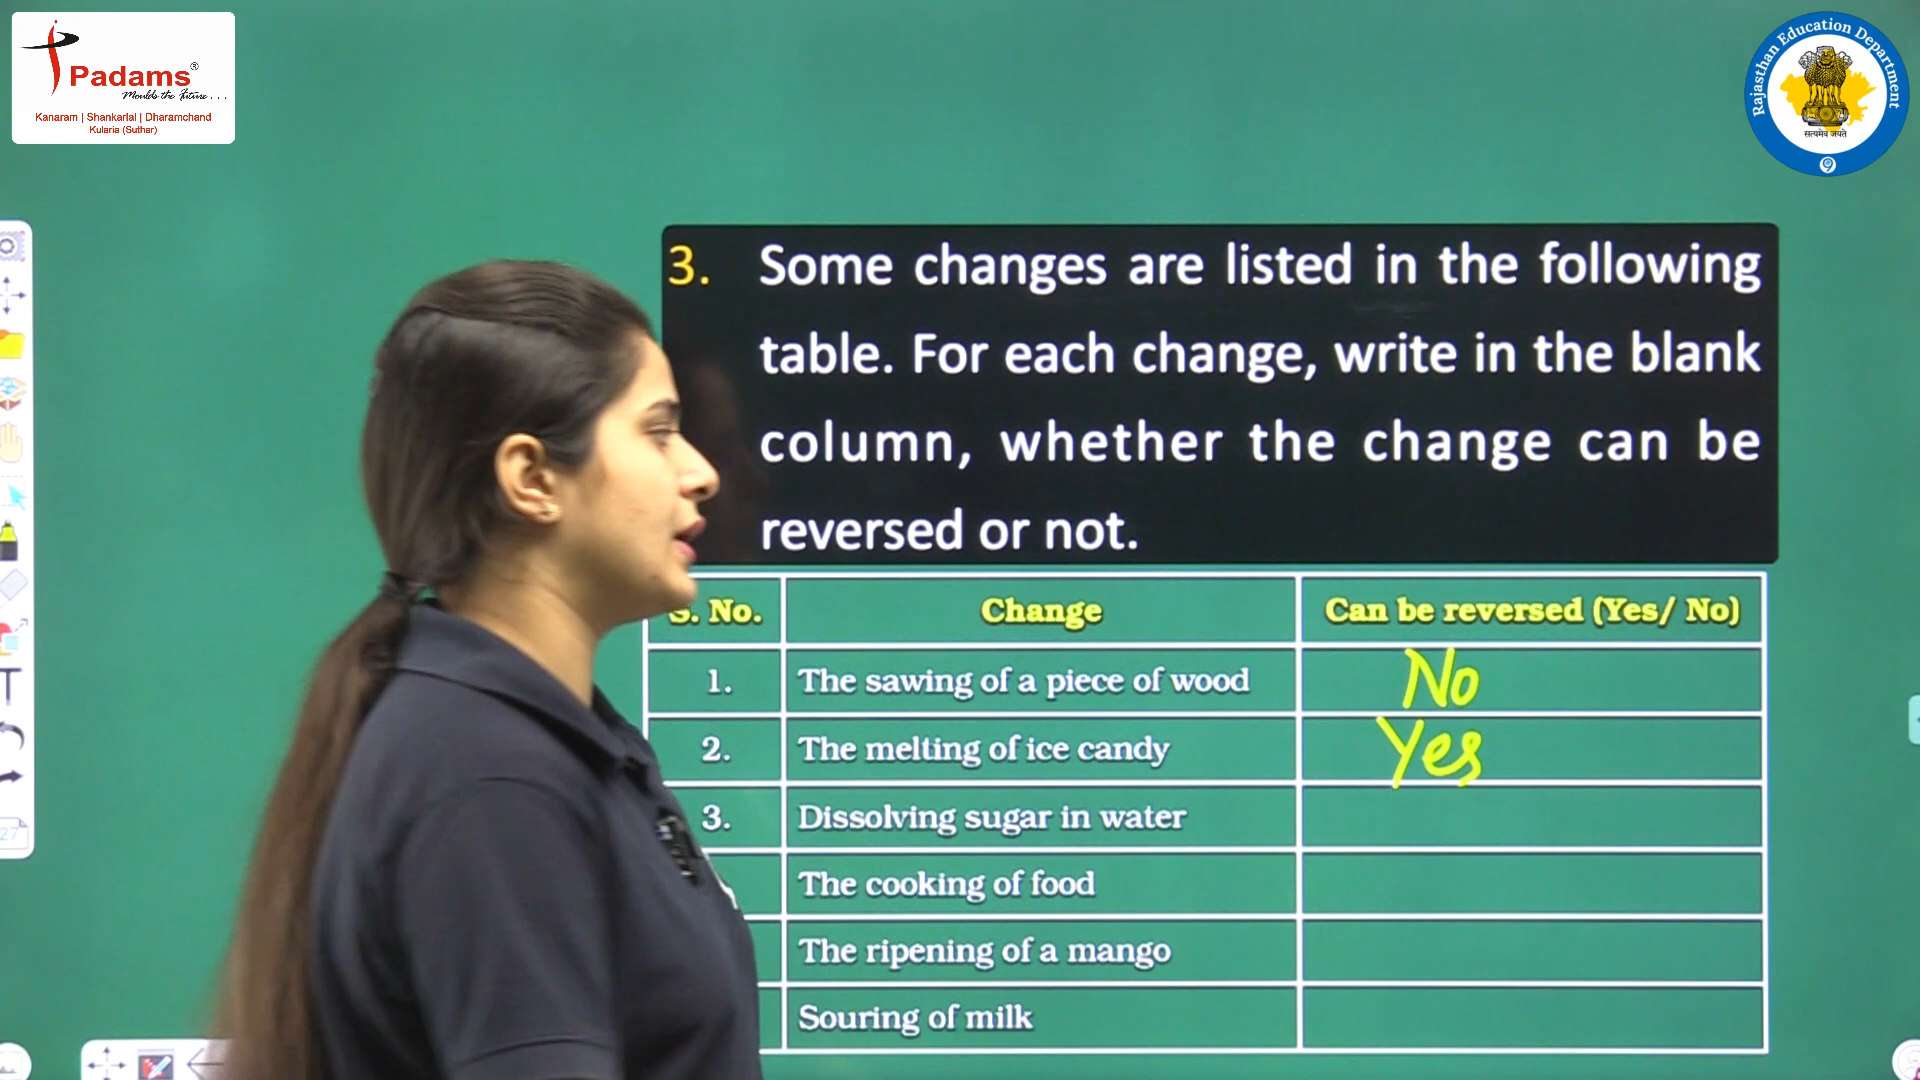 Padams®
Moulds the Future . . .
Kanaram | Shankarlal | Dharamchand
Kularia (Suthar)
Rajasthan Education Department
सत्यमेव जयते
3. Some changes are listed in the following
table. For each change, write in the blank
column, whether the change can be
reversed or not.
S. No. Change Can be reversed (Yes/ No)
1. The sawing of a piece of wood No
2. The melting of ice candy Yes
3. Dissolving sugar in water
The cooking of food
The ripening of a mango
Souring of milk
27